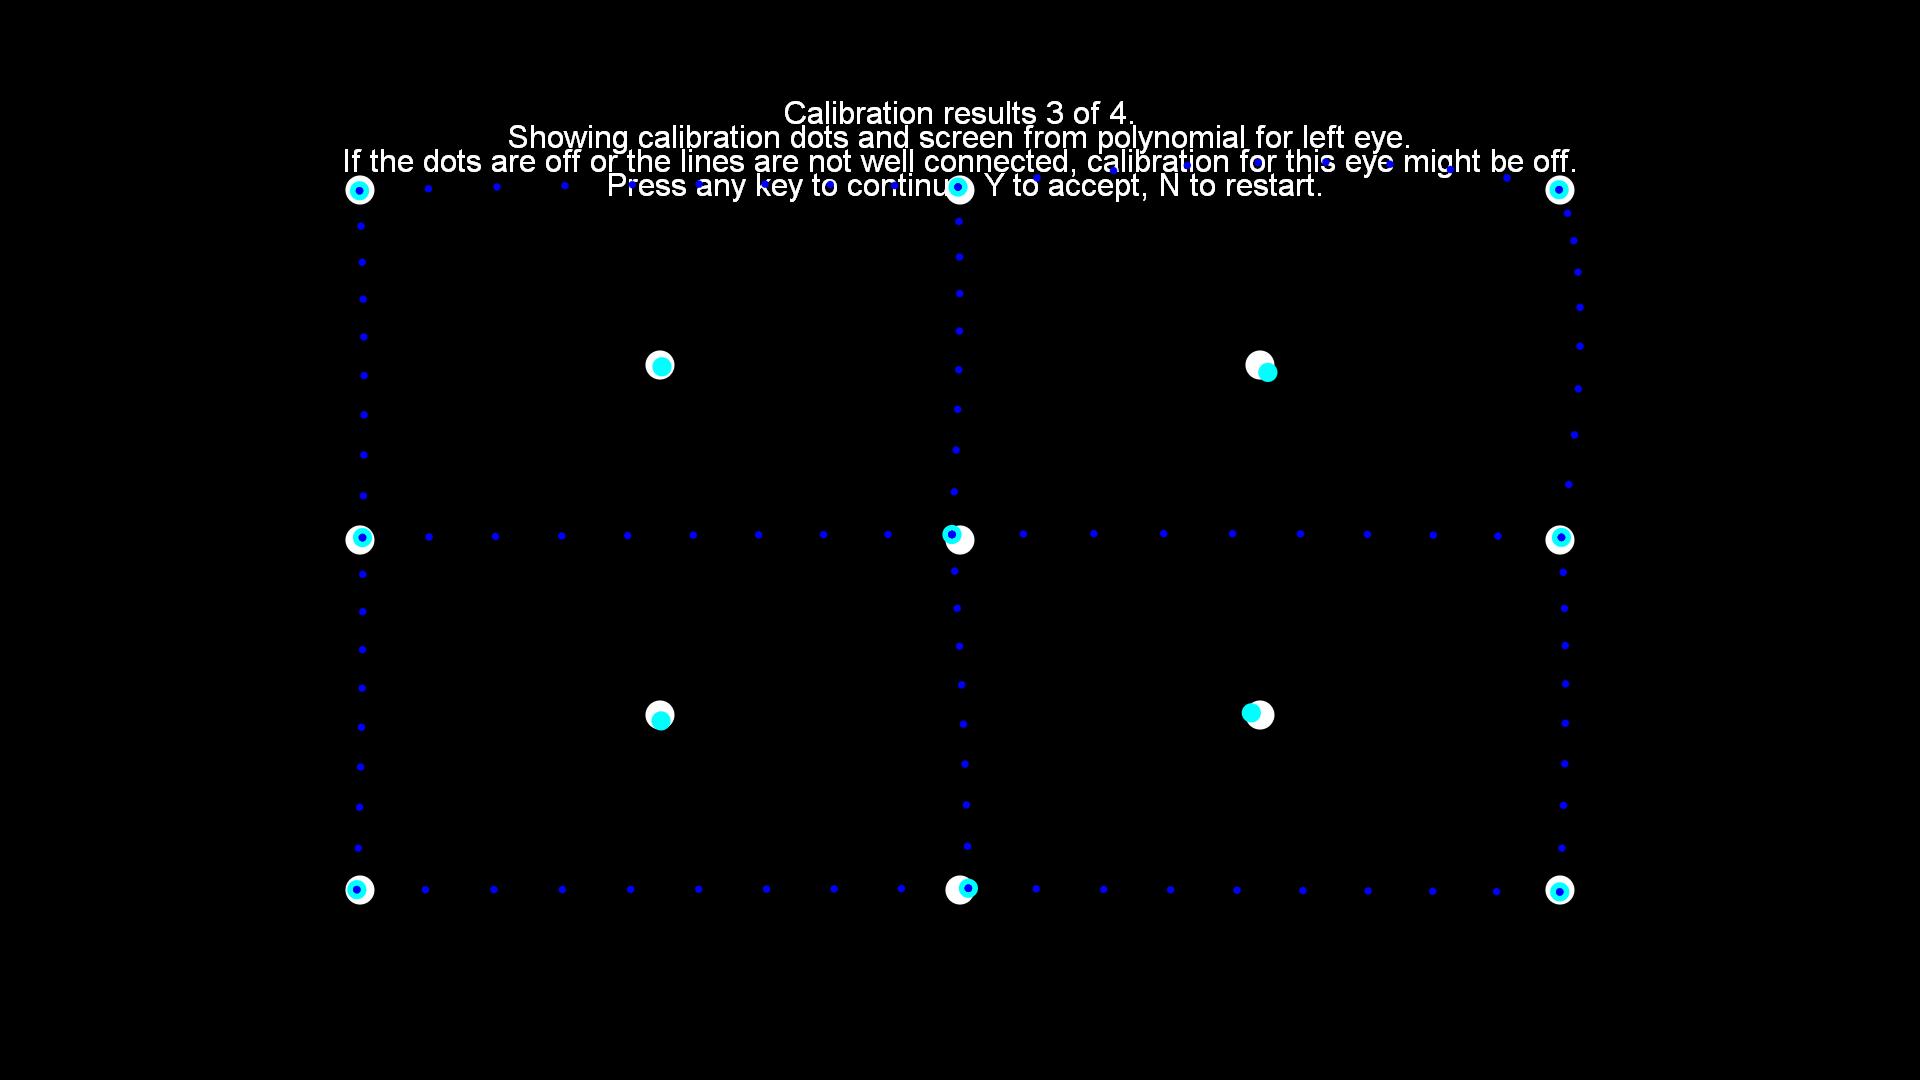 Calibration results 3 of 4.
Showing calibration dots and screen from polynomial for left eye.
If the dots are off or the lines are not well connected, calibration for this eye might be off.
Press any key to continue, Y to accept, N to restart.